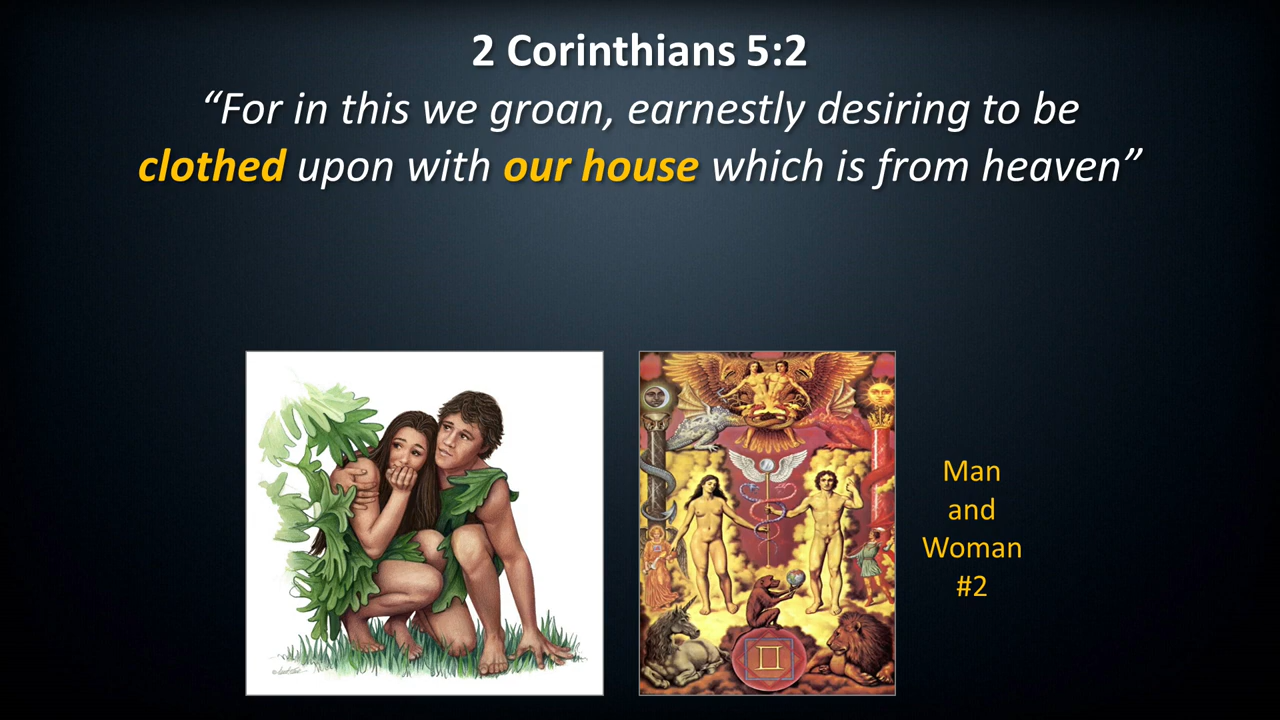 2 Corinthians 5:2
“For in this we groan, earnestly desiring to be
clothed upon with our house which is from heaven”
Man
and
Woman
#2